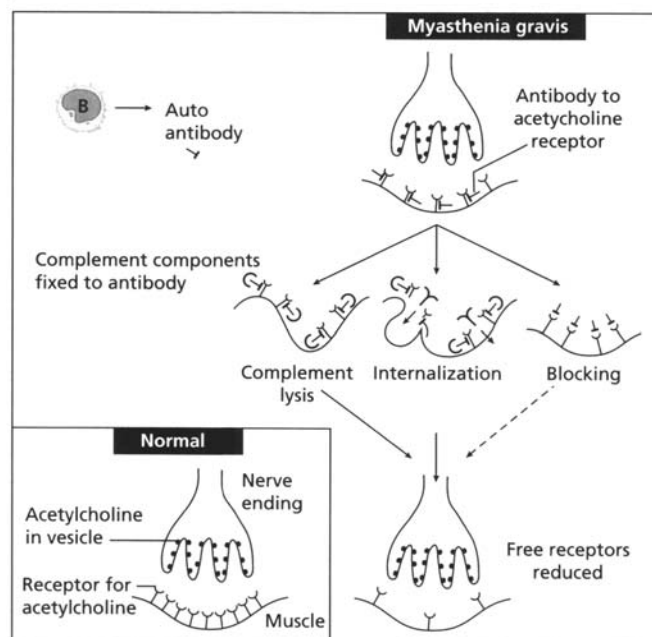 Myasthenia gravis
B
Auto
antibody
Antibody to
acetycholine
receptor
Complement components
fixed to antibody
Complement
lysis
Internalization
Blocking
Normal
Nerve
ending
Acetylcholine
in vesicle
Receptor for
acetylcholine
Muscle
Free receptors
reduced